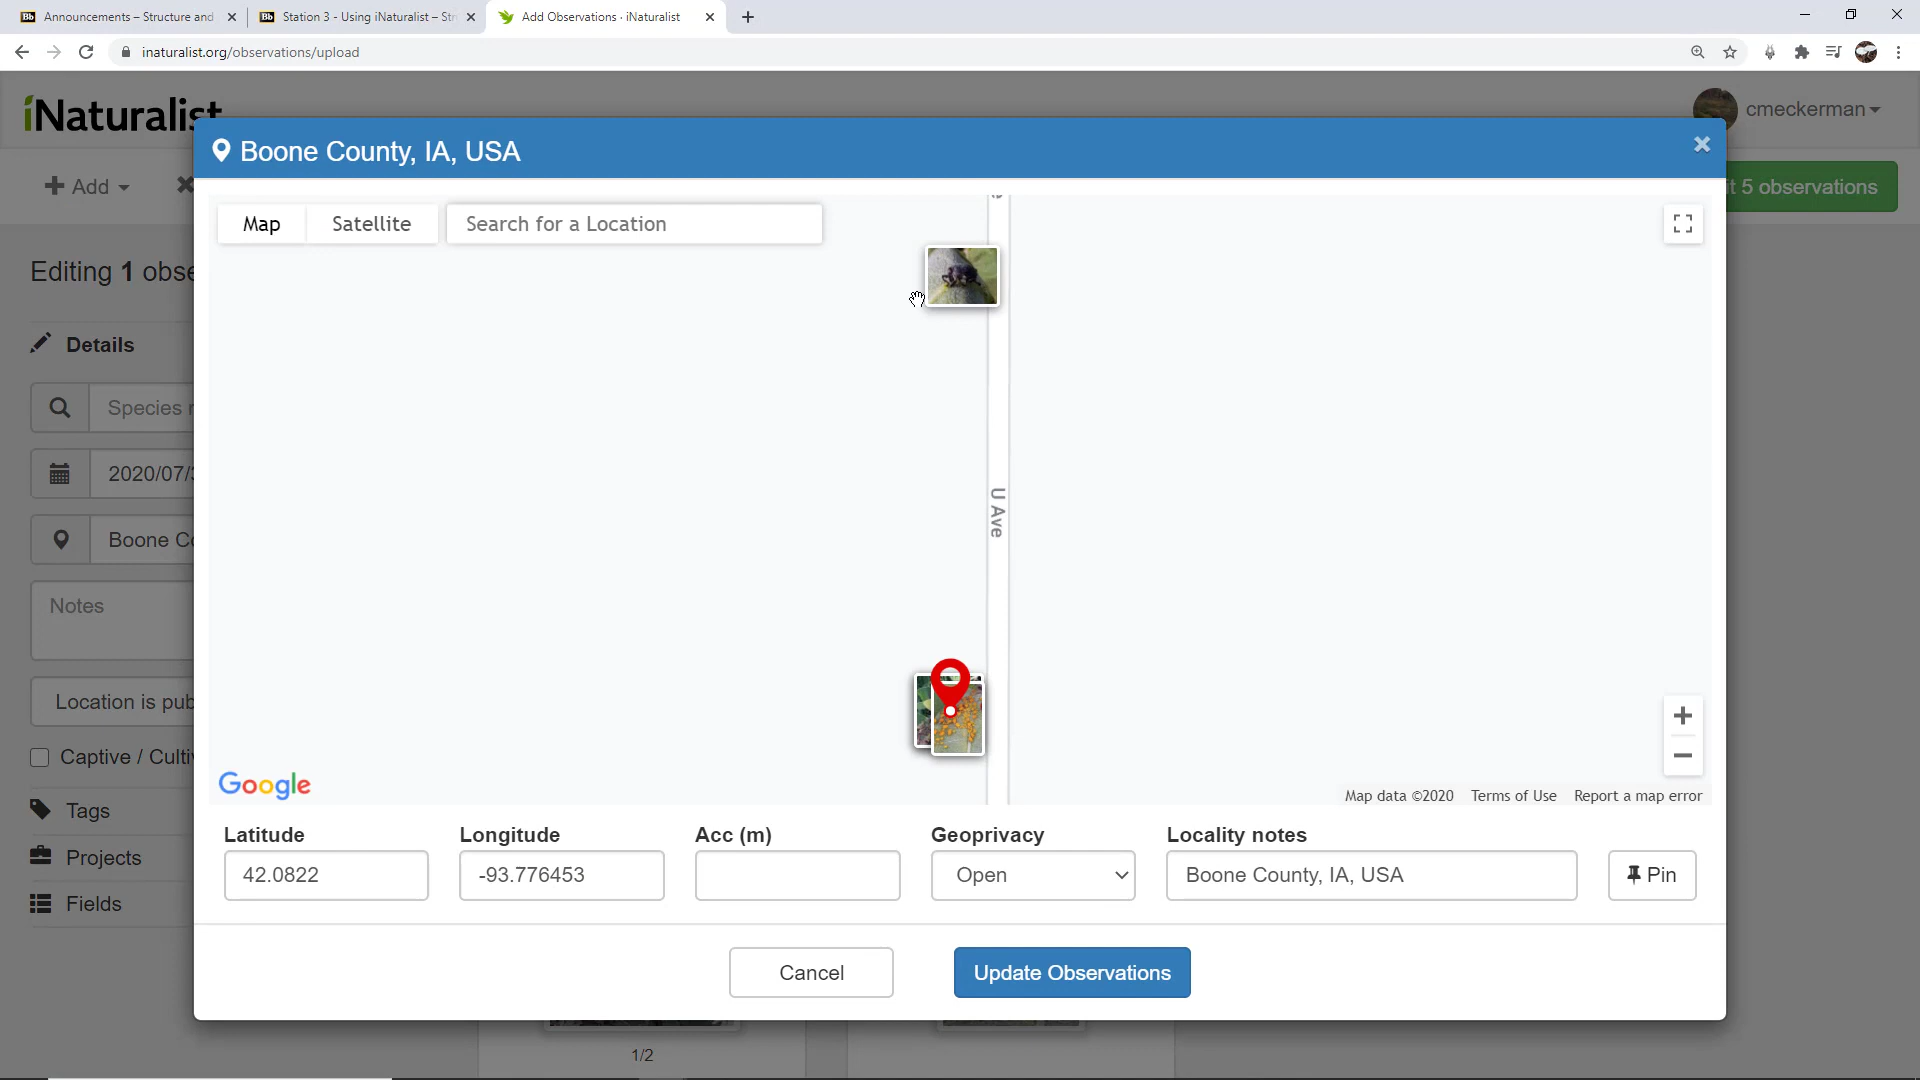 Announcements – Structure and
Station 3 - Using iNaturalist – Str
Add Observations · iNaturalist
inaturalist.org/observations/upload
iNaturalist
cmeckerman
Boone County, IA, USA
Add
it 5 observations
Map
Satellite
Search for a Location
Editing 1 obse
Details
Species n
2020/07/3
Boone Co
U Ave
Notes
Location is pub
Captive / Culti
Google
Map data ©2020
Terms of Use
Report a map error
Tags
Projects
Fields
Latitude
Longitude
Acc (m)
Geoprivacy
Locality notes
42.0822
-93.776453
Open
Boone County, IA, USA
Pin
Cancel
Update Observations
1/2